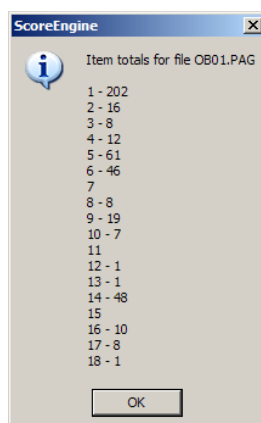 ScoreEngine
Item totals for file OB01.PAG
1 - 202
2 - 16
3 - 8
4 - 12
5 - 61
6 - 46
7
8 - 8
9 - 19
10 - 7
11
12 - 1
13 - 1
14 - 48
15
16 - 10
17 - 8
18 - 1
OK